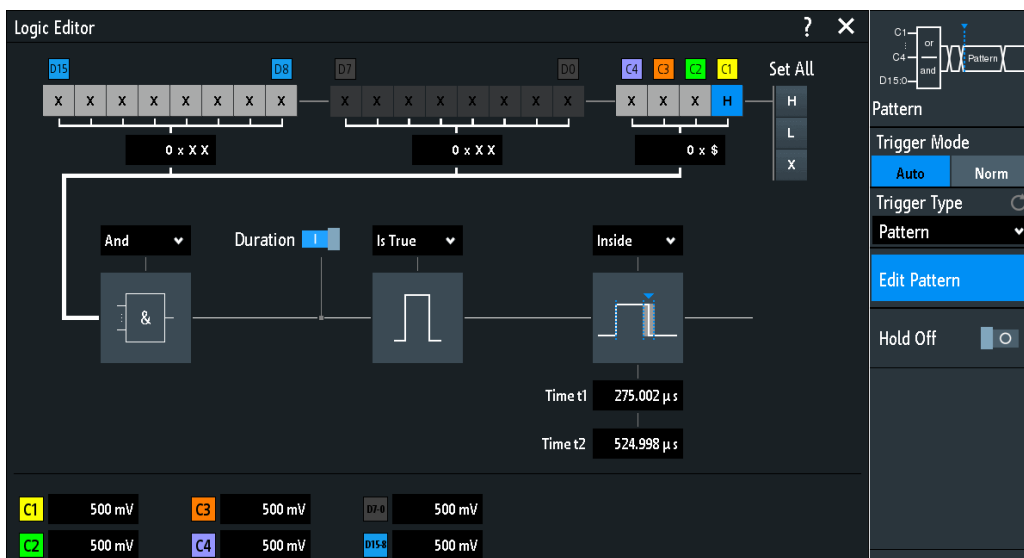 Logic Editor ? X
D15 D8 D7 D0 C4 C3 C2 C1 Set All
X X X X X X X X X X X X X X X X X X X H H
L
X
0 x X X 0 x X X 0 x $
And Duration I Is True Inside
&
Time t1 275.002 µs
Time t2 524.998 µs
C1 500 mV C3 500 mV D7-0 500 mV
C2 500 mV C4 500 mV D15-8 500 mV
C1
C4
D15:0
or
and
Pattern
Pattern
Trigger Mode
Auto Norm
Trigger Type
Pattern
Edit Pattern
Hold Off O